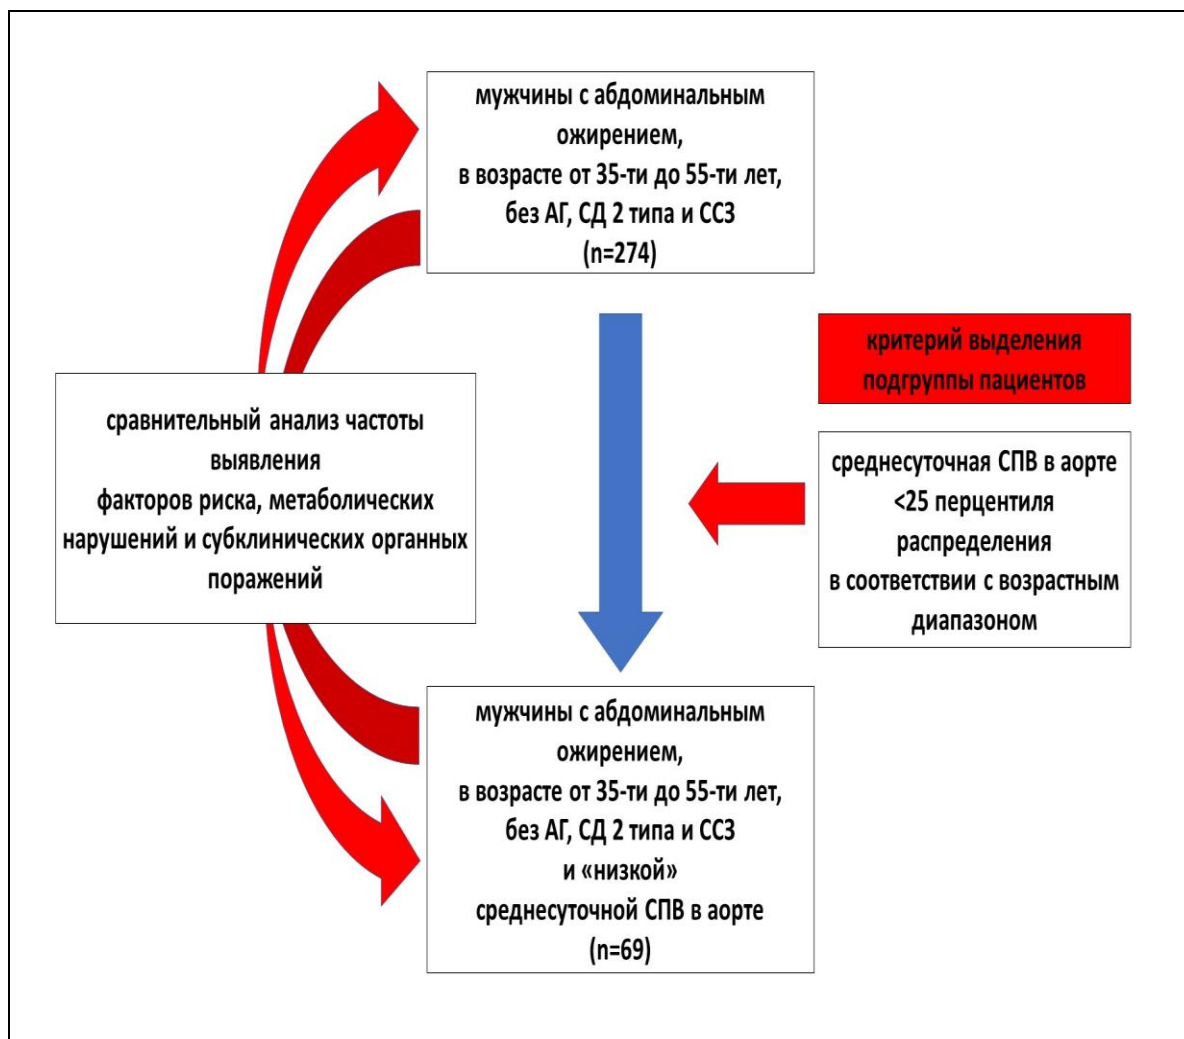 мужчины с абдоминальным
ожирением,
в возрасте от 35-ти до 55-ти лет,
без АГ, СД 2 типа и ССЗ
(n=274)
критерий выделения
подгруппы пациентов
сравнительный анализ частоты
выявления
факторов риска, метаболических
нарушений и субклинических органных
поражений
среднесуточная СПВ в аорте
<25 перцентиля
распределения
в соответствии с возрастным
диапазоном
мужчины с абдоминальным
ожирением,
в возрасте от 35-ти до 55-ти лет,
без АГ, СД 2 типа и ССЗ
и «низкой»
среднесуточной СПВ в аорте
(n=69)